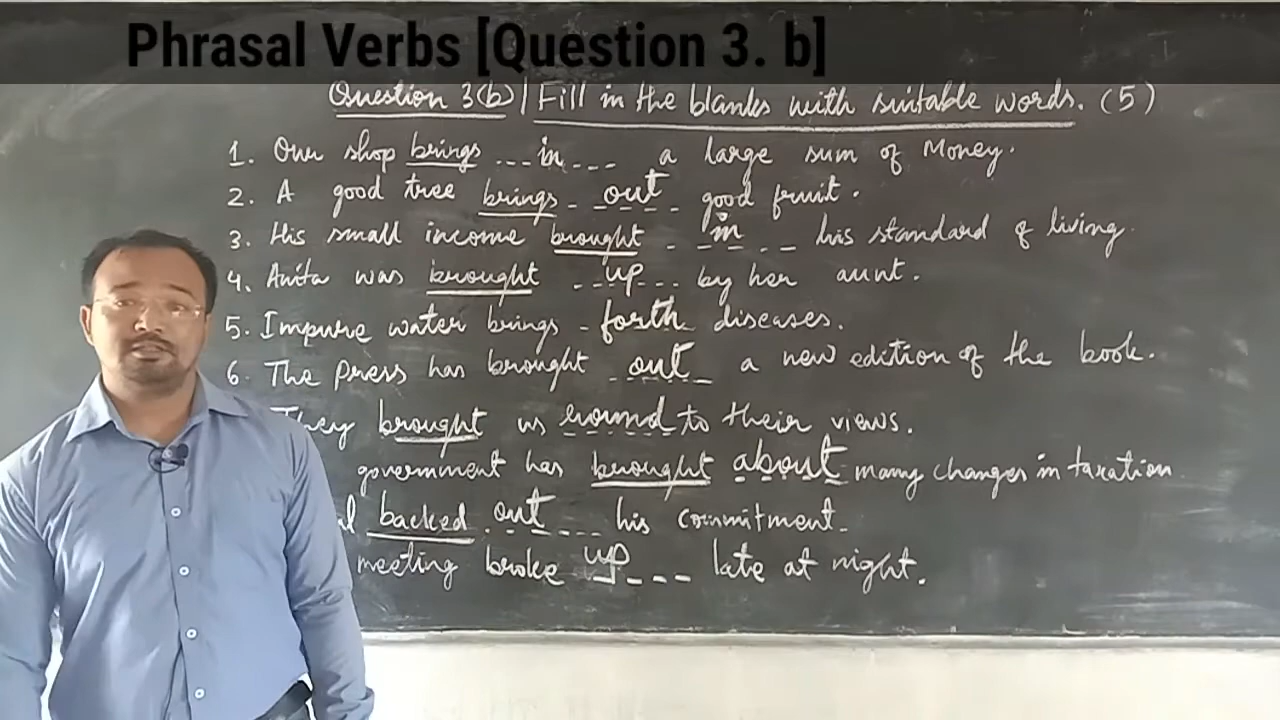 Phrasal Verbs [Question 3. b]
Question 3(b) | Fill in the blanks with suitable words. (5)
1. Our shop brings ---in--- a large sum of Money.
2. A good tree brings - out - good fruit.
3. His small income brought - in - - his standard of living.
4. Anita was brought --up--- by her aunt.
5. Impure water brings - forth diseases.
6. The Press has brought out _ a new edition of the book.
They brought us round to their views.
government has brought about many changes in taxation
backed out --- his commitment.
meeting broke up --- late at night.